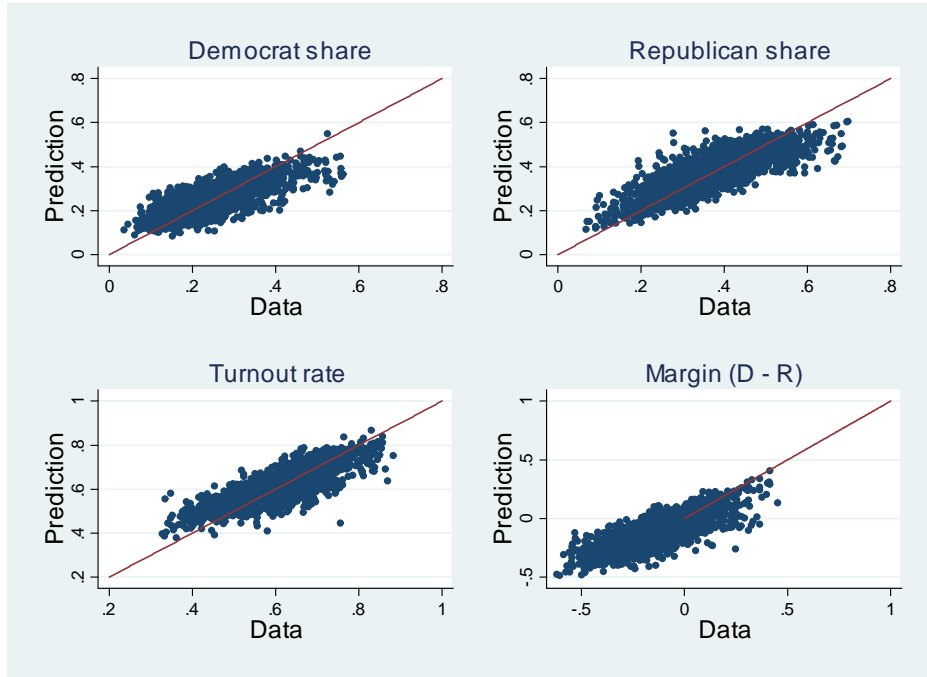 Democrat share
.8
.6
.4
.2
0
Prediction
0 .2 .4 .6 .8
Data
Republican share
.8
.6
.4
.2
0
Prediction
0 .2 .4 .6 .8
Data
Turnout rate
1
.8
.6
.4
.2
Prediction
.2 .4 .6 .8 1
Data
Margin (D - R)
1
.5
0
-.5
Prediction
-.5 0 .5 1
Data